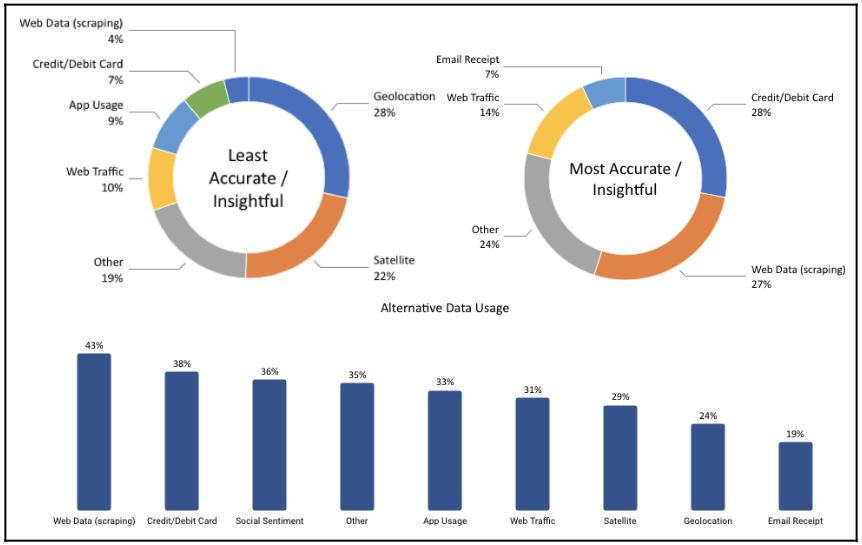 Web Data (scraping)
4%
Credit/Debit Card
7%
App Usage
9%
Web Traffic
10%
Other
19%
Geolocation
28%
Satellite
22%
Least
Accurate /
Insightful
Email Receipt
7%
Web Traffic
14%
Other
24%
Credit/Debit Card
28%
Web Data (scraping)
27%
Most Accurate /
Insightful
Alternative Data Usage
43%
38%
36%
35%
33%
31%
29%
24%
19%
Web Data (scraping)
Credit/Debit Card
Social Sentiment
Other
App Usage
Web Traffic
Satellite
Geolocation
Email Receipt